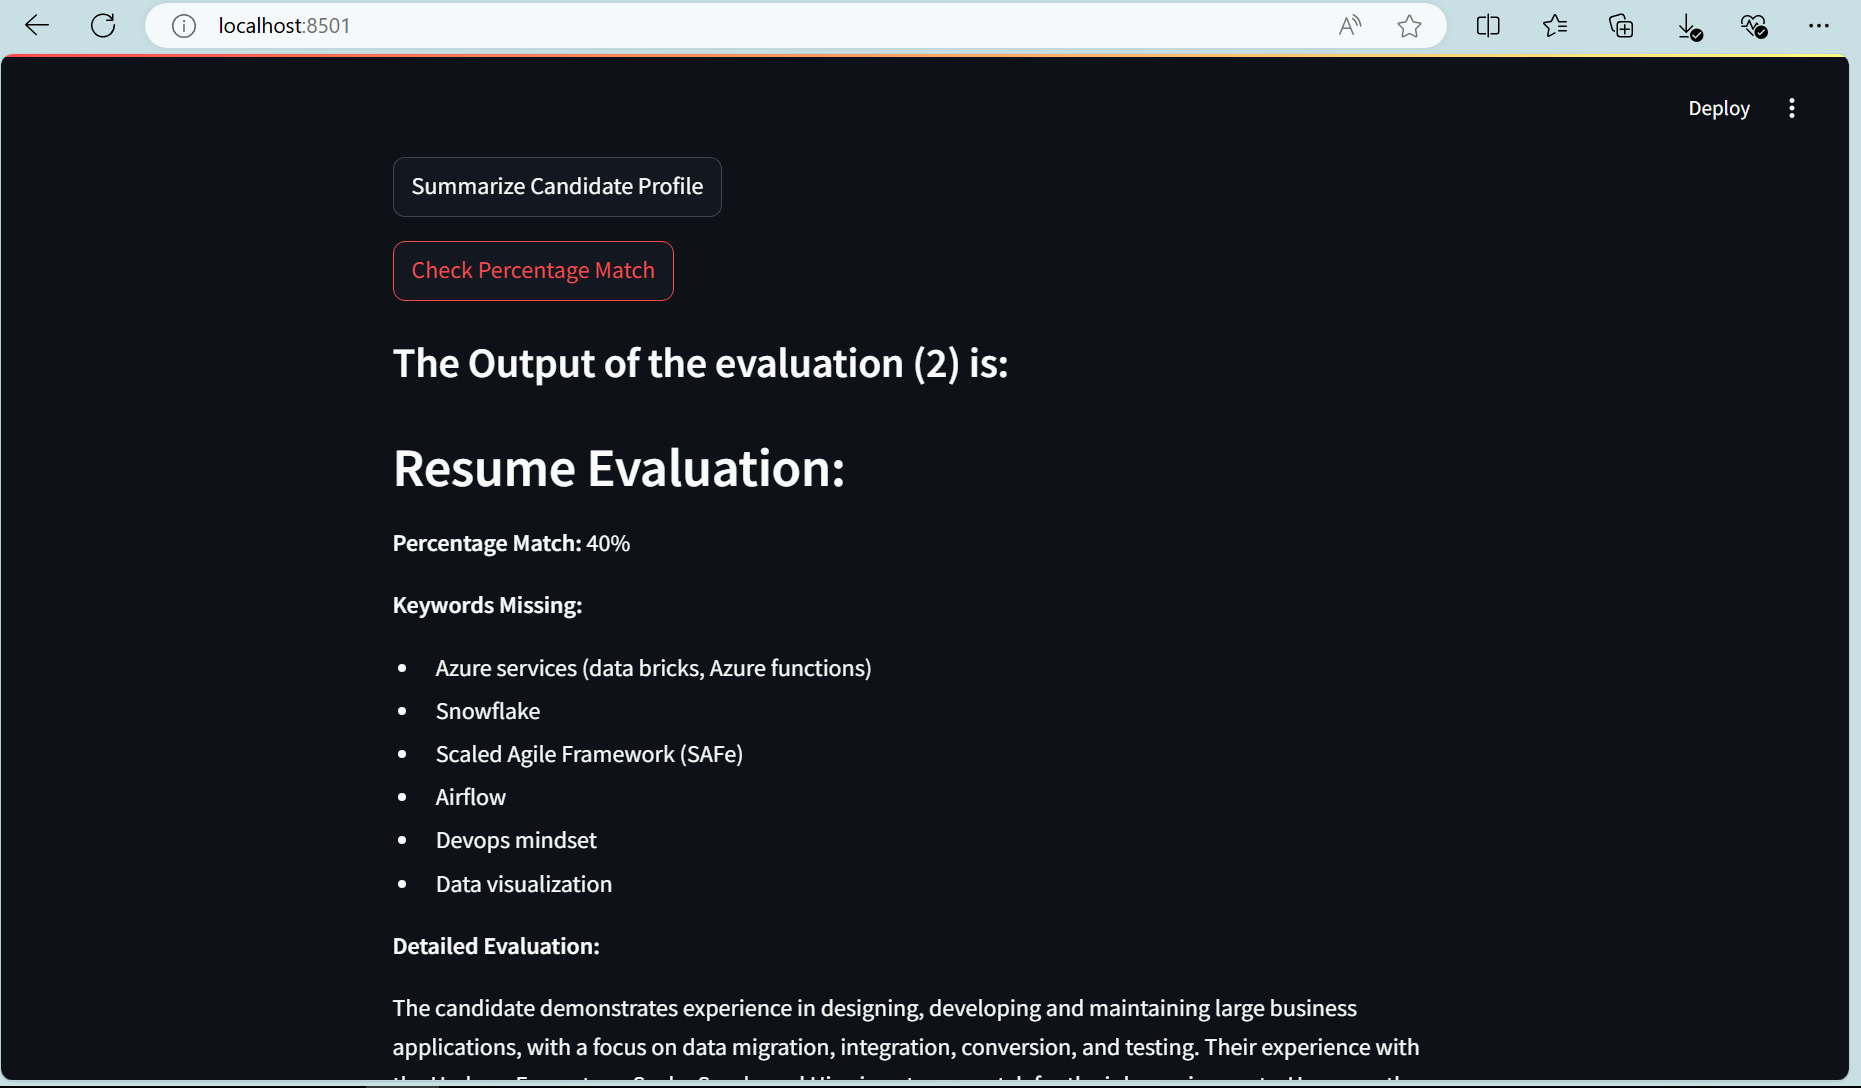 localhost:8501
Deploy
Summarize Candidate Profile
Check Percentage Match
The Output of the evaluation (2) is:
Resume Evaluation:
Percentage Match: 40%
Keywords Missing:
Azure services (data bricks, Azure functions)
Snowflake
Scaled Agile Framework (SAFe)
Airflow
Devops mindset
Data visualization
Detailed Evaluation:
The candidate demonstrates experience in designing, developing and maintaining large business
applications, with a focus on data migration, integration, conversion, and testing. Their experience with